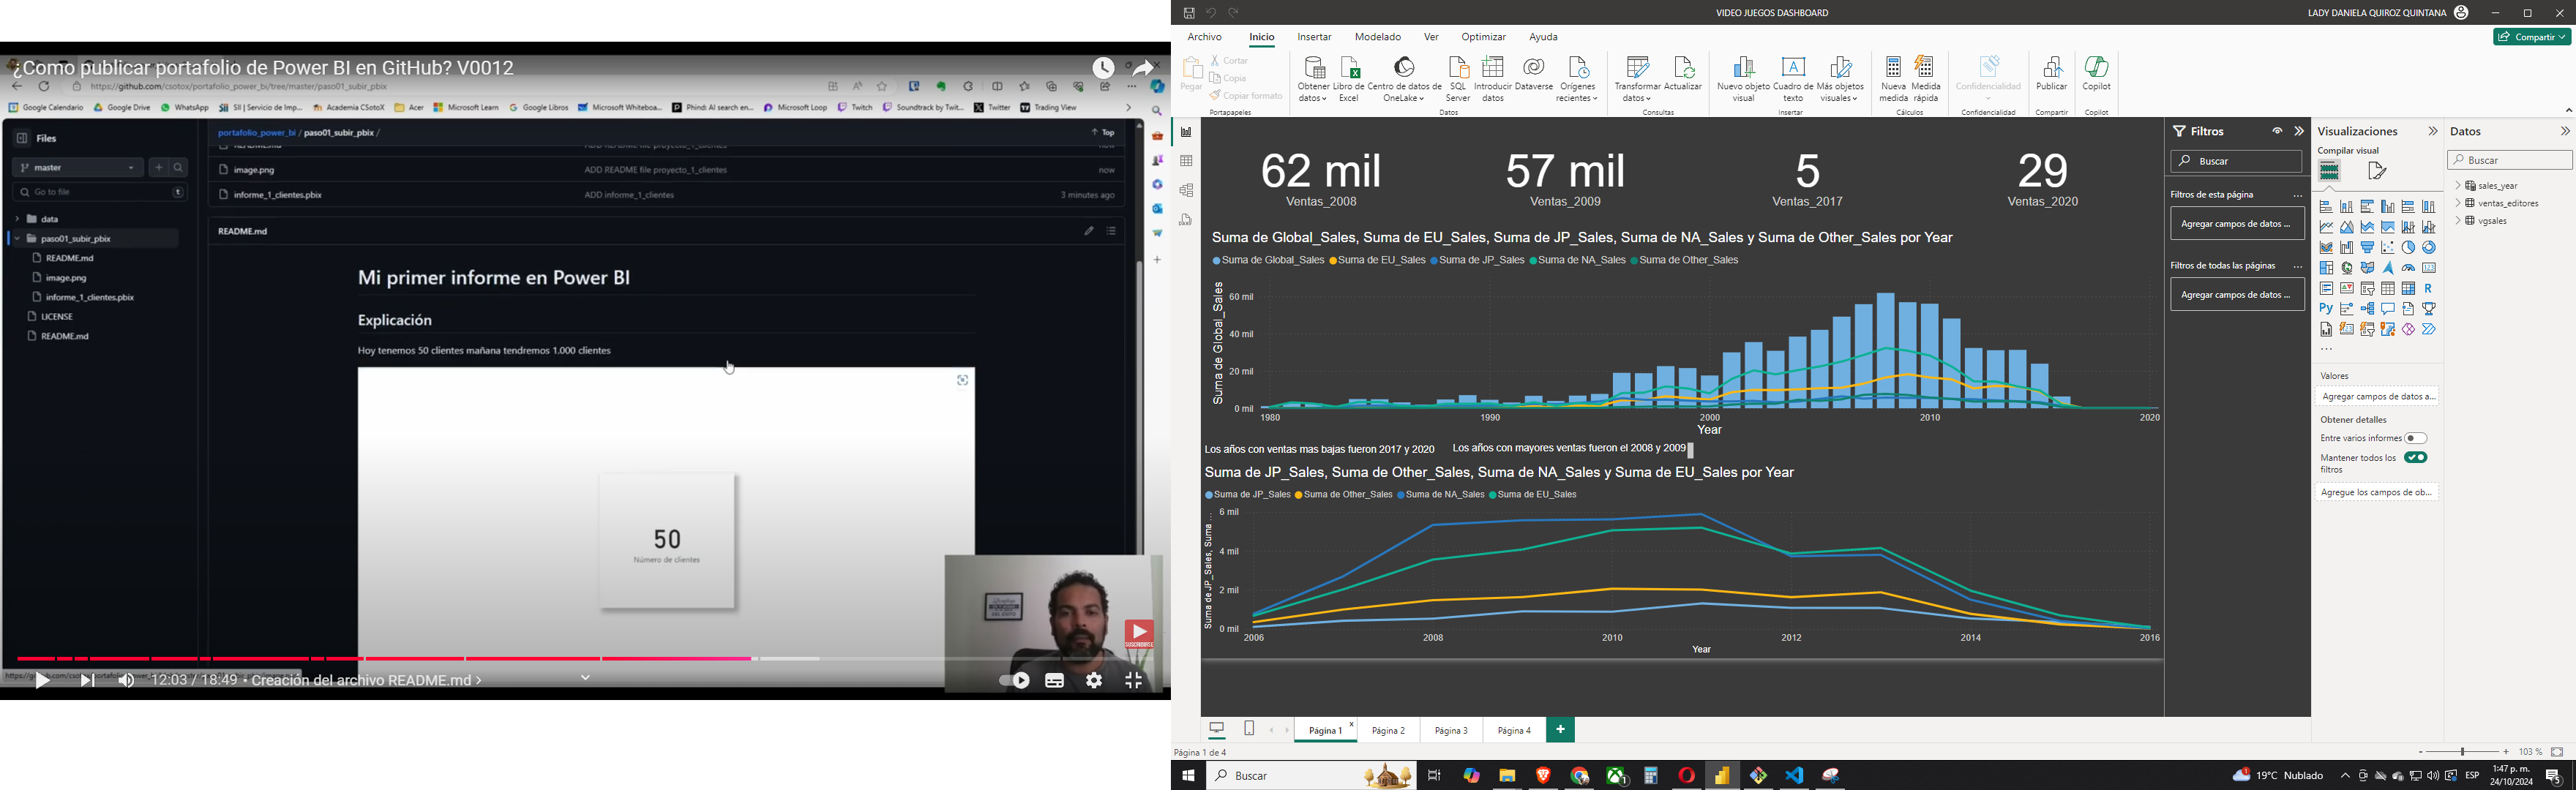 ¿Como publicar portafolio de Power BI en GitHub? V0012
https://github.com/csotox/portafolio_power_bi/tree/master/paso01_subir_pbix
Google Calendario
Google Drive
WhatsApp
SII | Servicio de Imp...
Academia CSotoX
Acer
Microsoft Learn
Google Libros
Microsoft Whiteboa...
Phind: AI search en...
Microsoft Loop
Twitch
Soundtrack by Twit...
Twitter
Trading View
Files
portafolio_power_bi / paso01_subir_pbix /
Top
master
image.png
ADD README file proyecto_1_clientes
now
Go to file
t
informe_1_clientes.pbix
ADD informe_1_clientes
3 minutes ago
data
paso01_subir_pbix
README.md
image.png
informe_1_clientes.pbix
LICENSE
README.md
README.md
Mi primer informe en Power BI
Explicación
Hoy tenemos 50 clientes mañana tendremos 1.000 clientes
50
Número de clientes
SUSCRIBIRSE
12:03 / 18:49 • Creación del archivo README.md
VIDEO JUEGOS DASHBOARD
LADY DANIELA QUIROZ QUINTANA
Archivo
Inicio
Insertar
Modelado
Ver
Optimizar
Ayuda
Compartir
Pegar
Cortar
Copia
Copiar formato
Portapapeles
Obtener datos
Libro de Excel
Centro de datos de OneLake
SQL Server
Introducir datos
Dataverse
Orígenes recientes
Datos
Transformar datos
Actualizar
Consultas
Nuevo objeto visual
Cuadro de texto
Más objetos visuales
Insertar
Nueva medida
Medida rápida
Cálculos
Confidencialidad
Confidencialidad
Publicar
Compartir
Copilot
Copilot
62 mil
Ventas_2008
57 mil
Ventas_2009
5
Ventas_2017
29
Ventas_2020
Suma de Global_Sales, Suma de EU_Sales, Suma de JP_Sales, Suma de NA_Sales y Suma de Other_Sales por Year
Suma de Global_Sales
Suma de EU_Sales
Suma de JP_Sales
Suma de NA_Sales
Suma de Other_Sales
Suma de Global_Sales
60 mil
40 mil
20 mil
0 mil
1980
1990
2000
2010
2020
Year
Los años con ventas mas bajas fueron 2017 y 2020
Los años con mayores ventas fueron el 2008 y 2009
Suma de JP_Sales, Suma de Other_Sales, Suma de NA_Sales y Suma de EU_Sales por Year
Suma de JP_Sales
Suma de Other_Sales
Suma de NA_Sales
Suma de EU_Sales
Suma de JP_Sales, Suma ...
6 mil
4 mil
2 mil
0 mil
2006
2008
2010
2012
2014
2016
Year
Filtros
Buscar
Filtros de esta página
...
Agregar campos de datos ...
Filtros de todas las páginas
...
Agregar campos de datos ...
Visualizaciones
Compilar visual
R
Py
...
Valores
Agregar campos de datos a...
Obtener detalles
Entre varios informes
Mantener todos los filtros
Agregue los campos de ob...
Datos
Buscar
sales_year
ventas_editores
vgsales
Página 1
Página 2
Página 3
Página 4
Página 1 de 4
103 %
Buscar
19°C Nublado
ESP
1:47 p. m.
24/10/2024